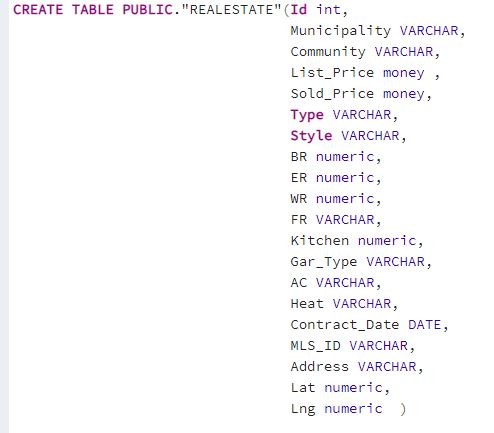 CREATE TABLE PUBLIC."REALESTATE"(Id int,
Municipality VARCHAR,
Community VARCHAR,
List_Price money ,
Sold_Price money,
Type VARCHAR,
Style VARCHAR,
BR numeric,
ER numeric,
WR numeric,
FR VARCHAR,
Kitchen numeric,
Gar_Type VARCHAR,
AC VARCHAR,
Heat VARCHAR,
Contract_Date DATE,
MLS_ID VARCHAR,
Address VARCHAR,
Lat numeric,
Lng numeric  )